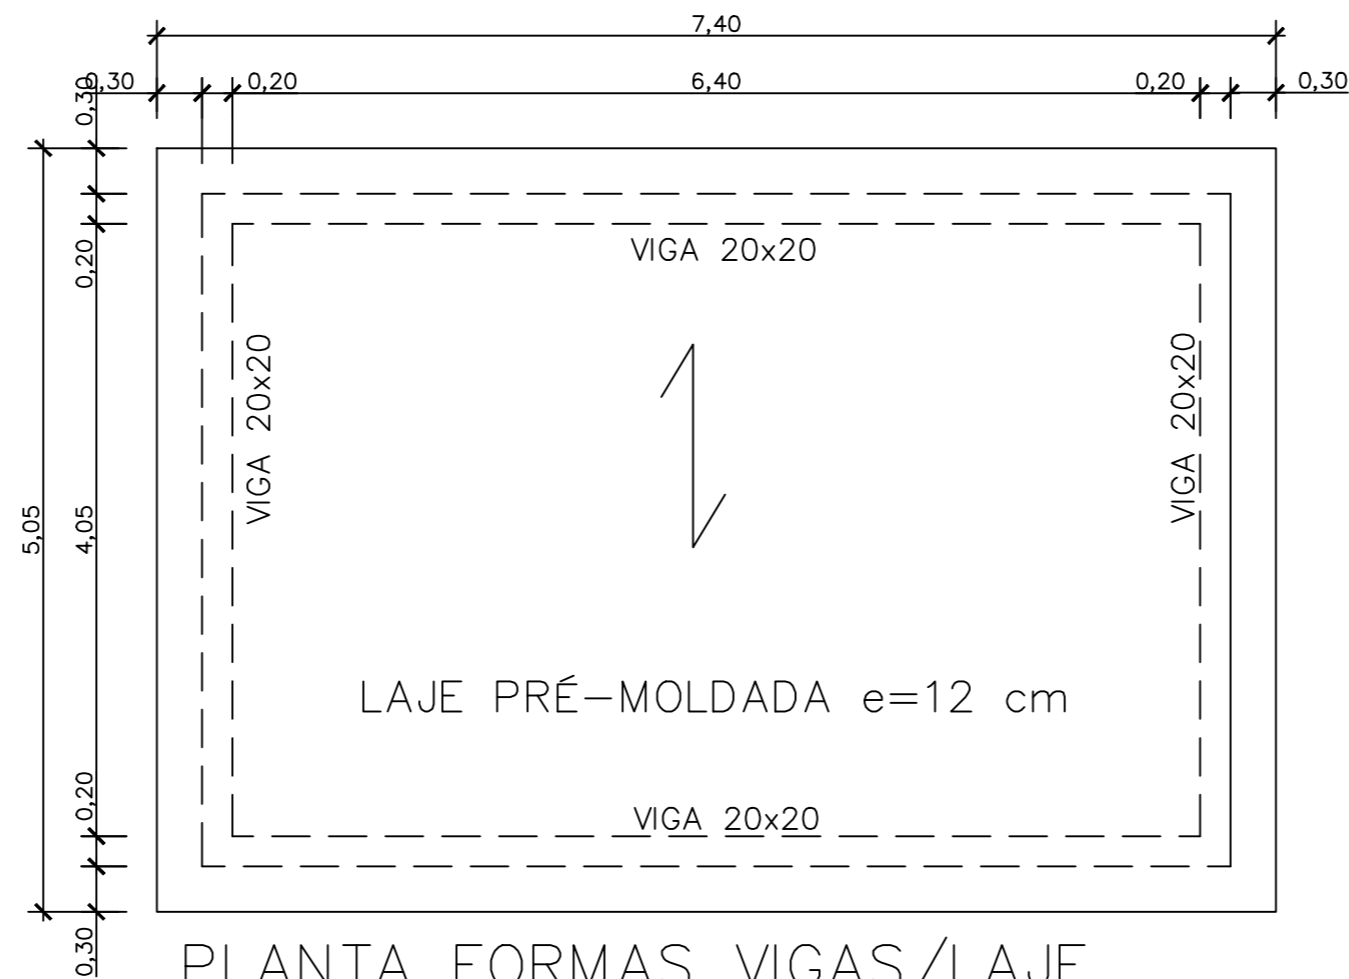 7,40
0,30 0,20 6,40 0,20 0,30
0,30
0,20
VIGA 20x20
VIGA 20x20
VIGA 20x20
5,05
4,05
LAJE PRÉ-MOLDADA e=12 cm
0,20
VIGA 20x20
0,30
PLANTA FORMAS VIGAS/LAJE